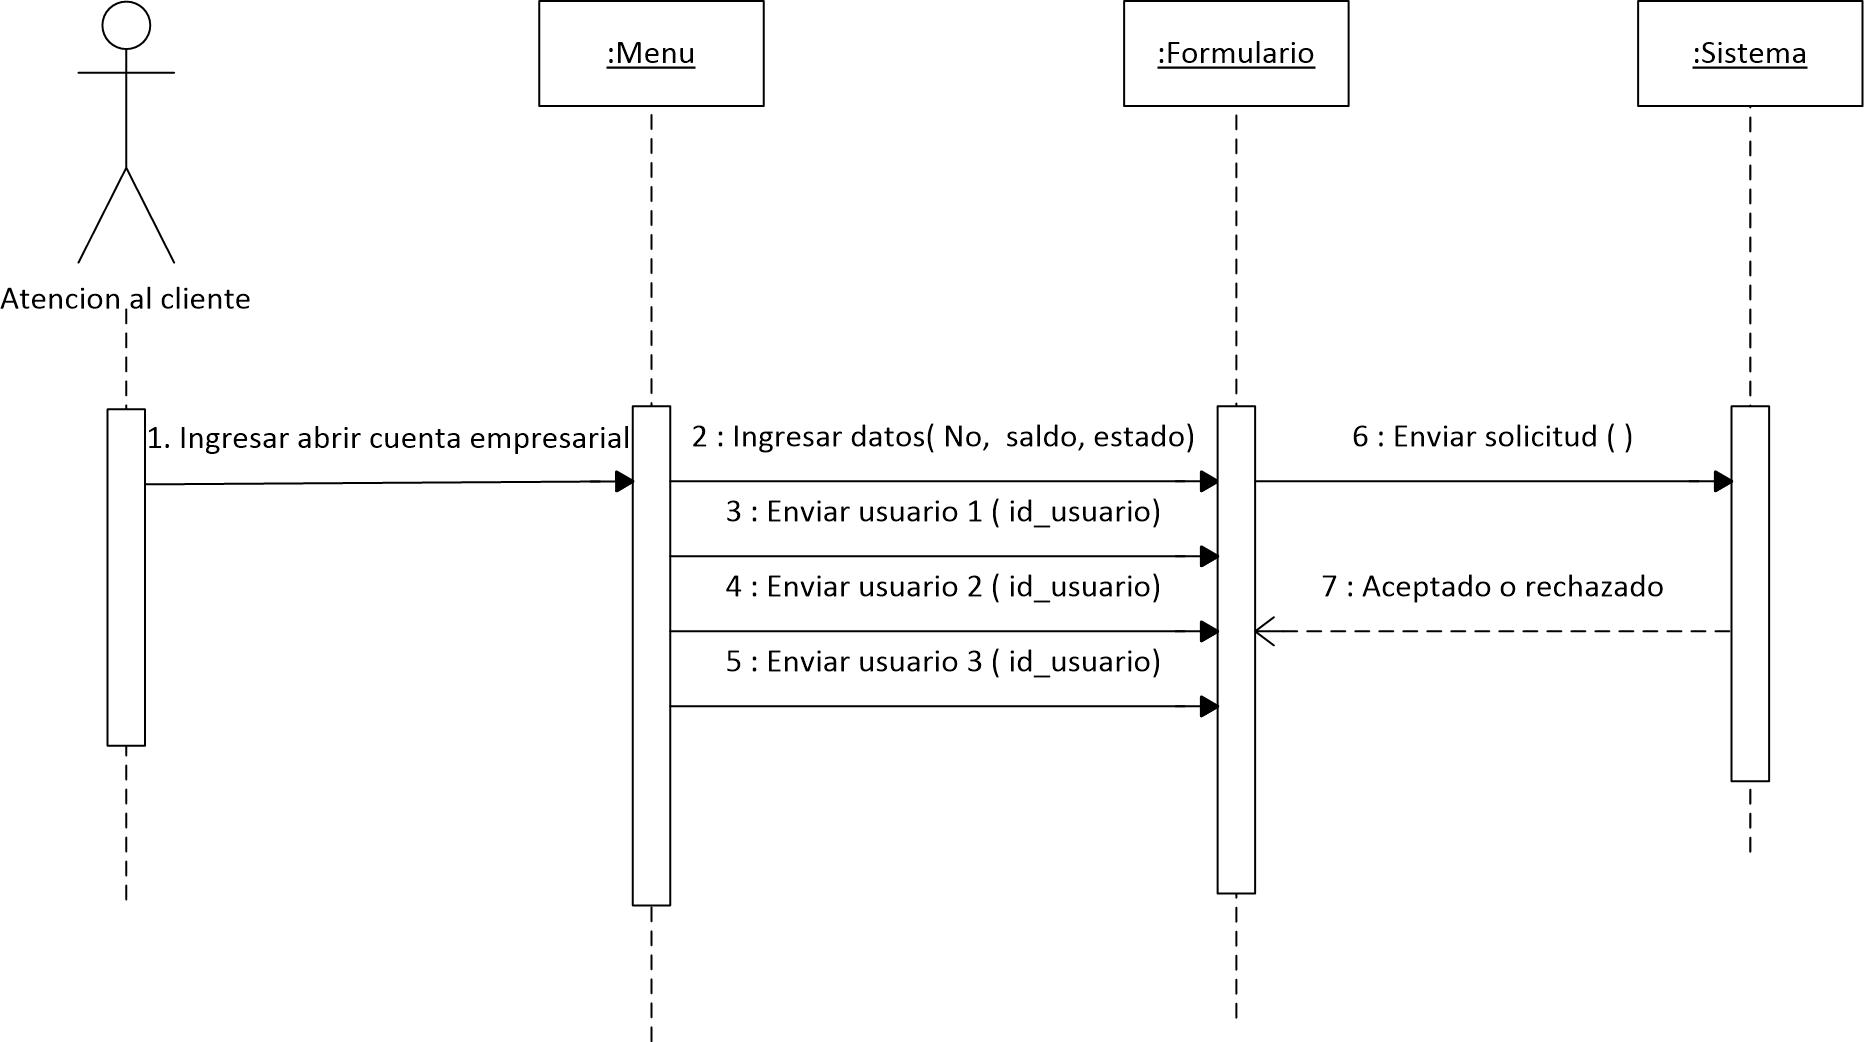 :Menu
:Formulario
:Sistema
Atencion al cliente
1. Ingresar abrir cuenta empresarial
2 : Ingresar datos( No,  saldo, estado)
6 : Enviar solicitud ( )
3 : Enviar usuario 1 ( id_usuario)
4 : Enviar usuario 2 ( id_usuario)
7 : Aceptado o rechazado
5 : Enviar usuario 3 ( id_usuario)